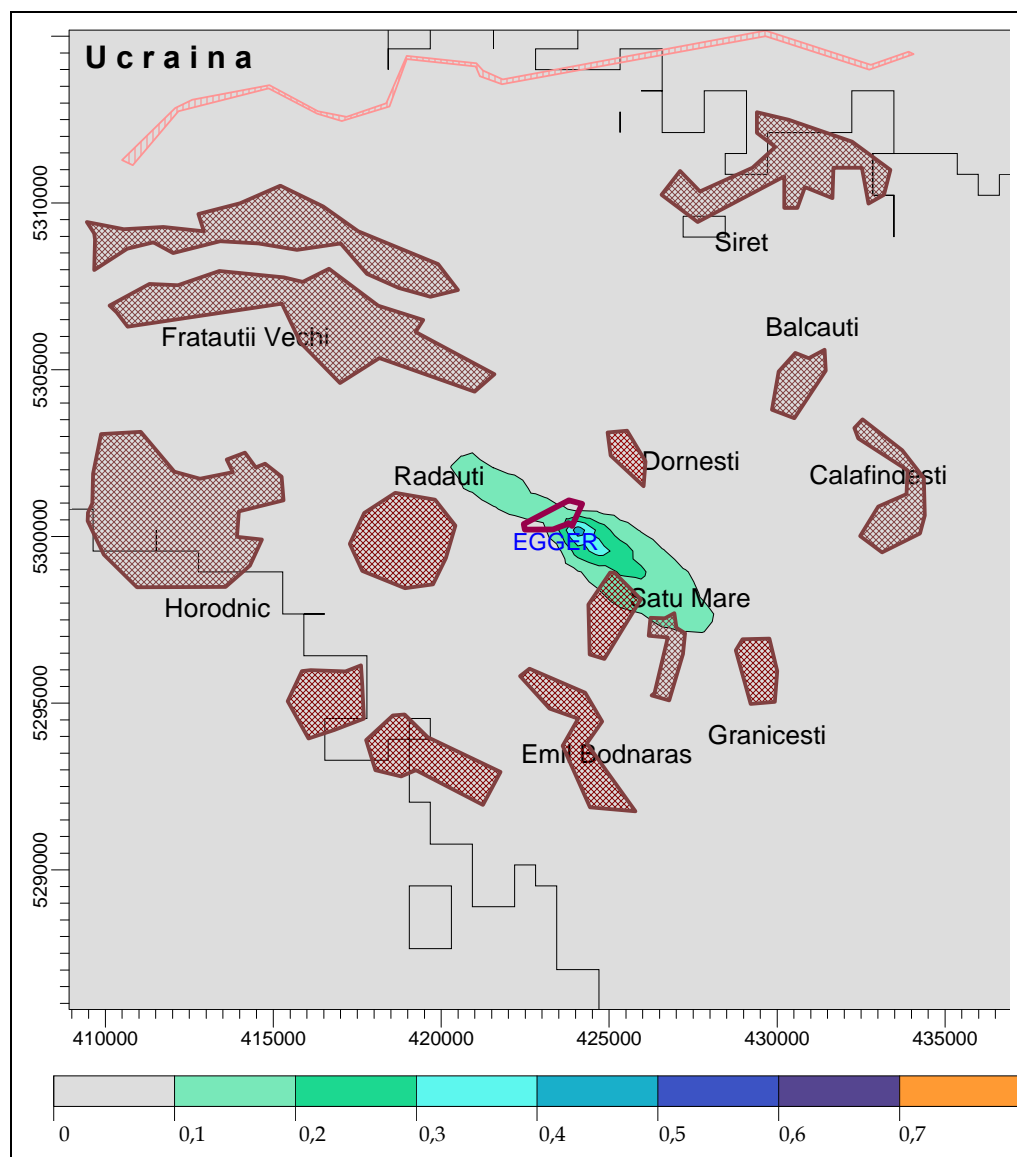 Ucraina
5310000
Siret
Balcauti
Fratautii Vechi
5305000
Dornesti
Radauti
Calafindesti
5300000
EGGER
Satu Mare
Horodnic
5295000
Granicesti
Emil Bodnaras
5290000
410000 415000 420000 425000 430000 435000
0 0,1 0,2 0,3 0,4 0,5 0,6 0,7